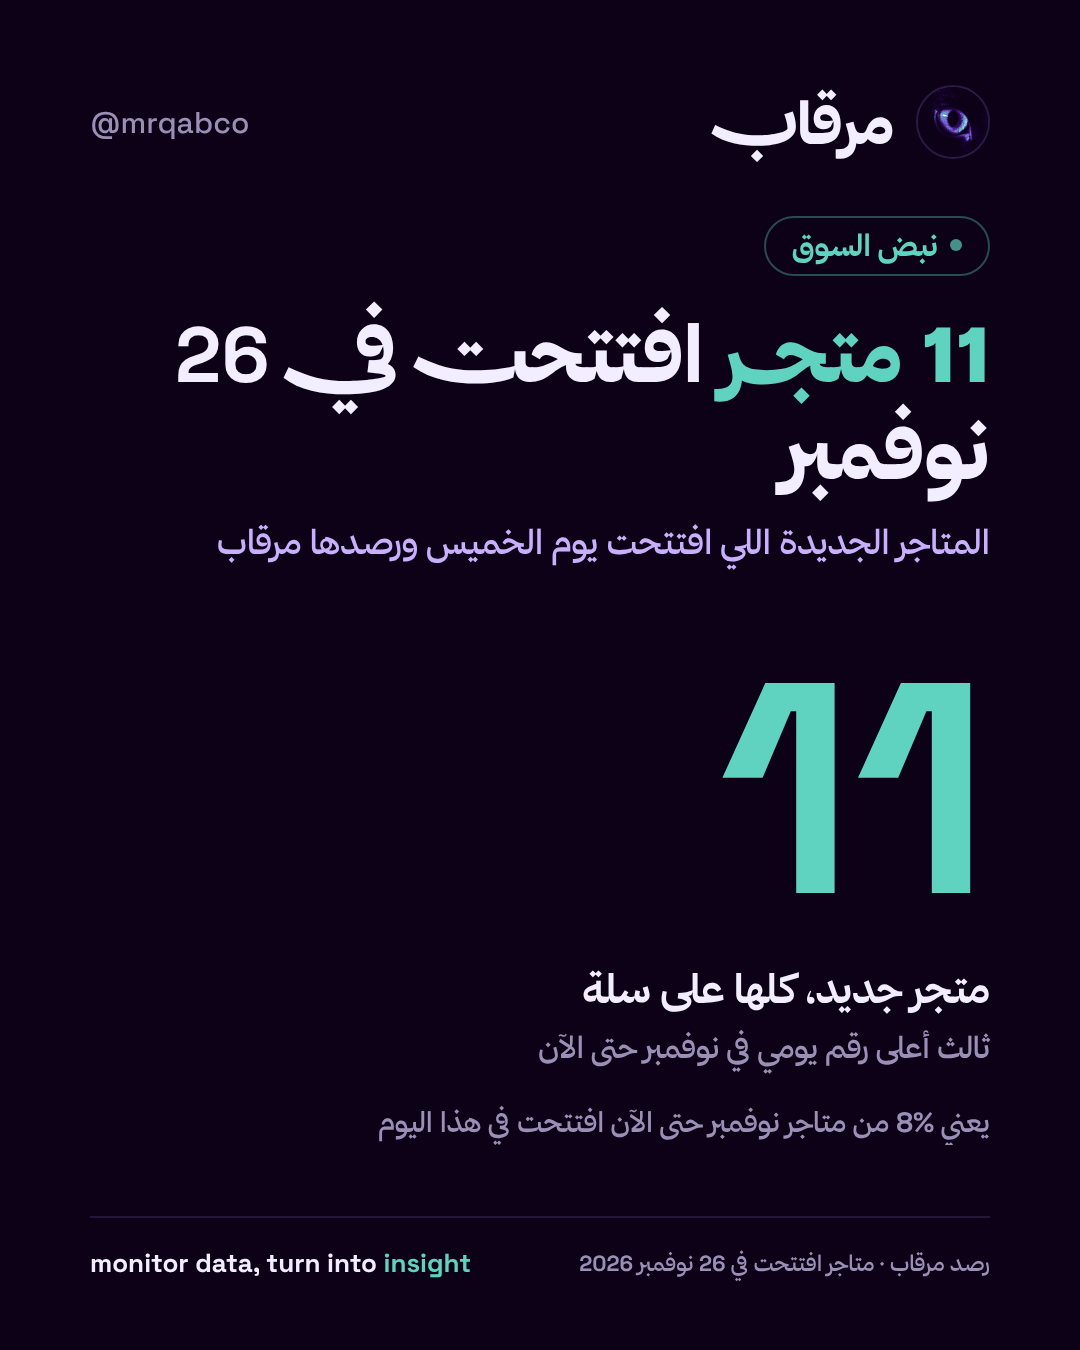 مرقاب
@mrqabco
نبض السوق
11 متجر افتتحت في 26
نوفمبر
المتاجر الجديدة اللي افتتحت يوم الخميس ورصدها مرقاب
11
متجر جديد، كلها على سلة
ثالث أعلى رقم يومي في نوفمبر حتى الآن
يعني 8% من متاجر نوفمبر حتى الآن افتتحت في هذا اليوم
رصد مرقاب · متاجر افتتحت في 26 نوفمبر 2026
monitor data, turn into insight